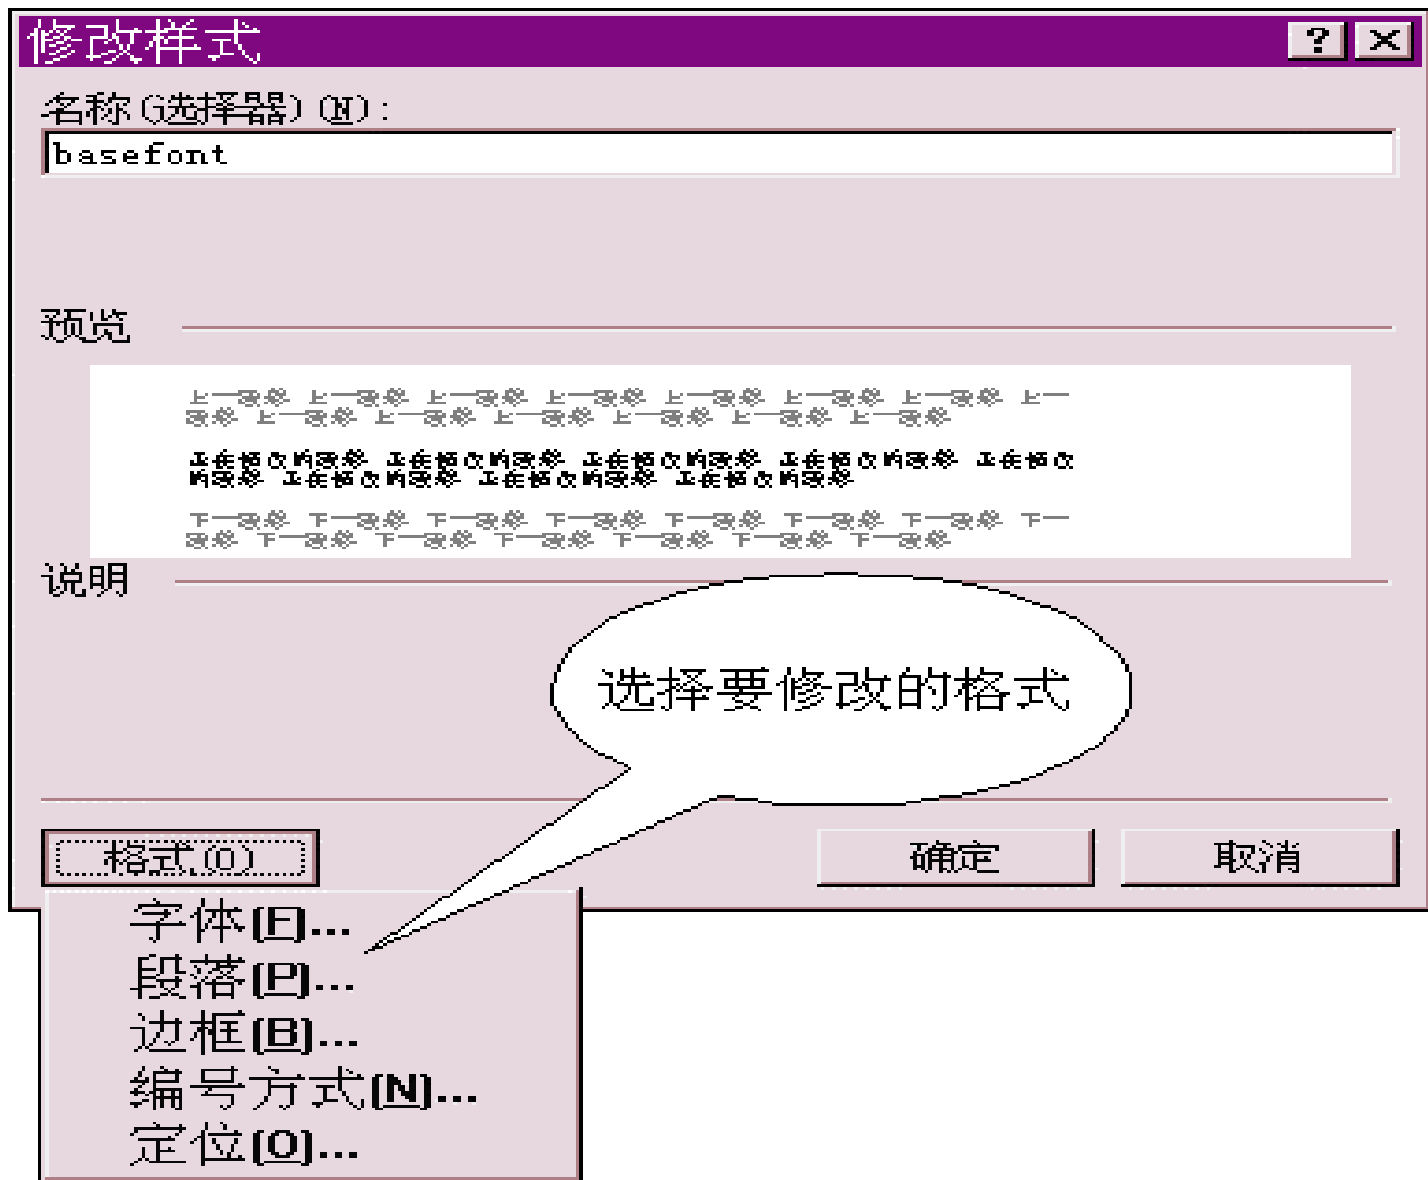 修改样式
名称(选择器)(N):
basefont
预览
上一段落 上一段落 上一段落 上一段落 上一段落 上一段落 上一段落 上一
段落 上一段落 上一段落 上一段落 上一段落 上一段落 上一段落
正在修改的段落 正在修改的段落 正在修改的段落 正在修改的段落 正在修改
的段落 正在修改的段落 正在修改的段落 正在修改的段落
下一段落 下一段落 下一段落 下一段落 下一段落 下一段落 下一段落 下一
段落 下一段落 下一段落 下一段落 下一段落 下一段落 下一段落
说明
选择要修改的格式
格式(O) 确定 取消
字体(F)...
段落(P)...
边框(B)...
编号方式(N)...
定位(O)...